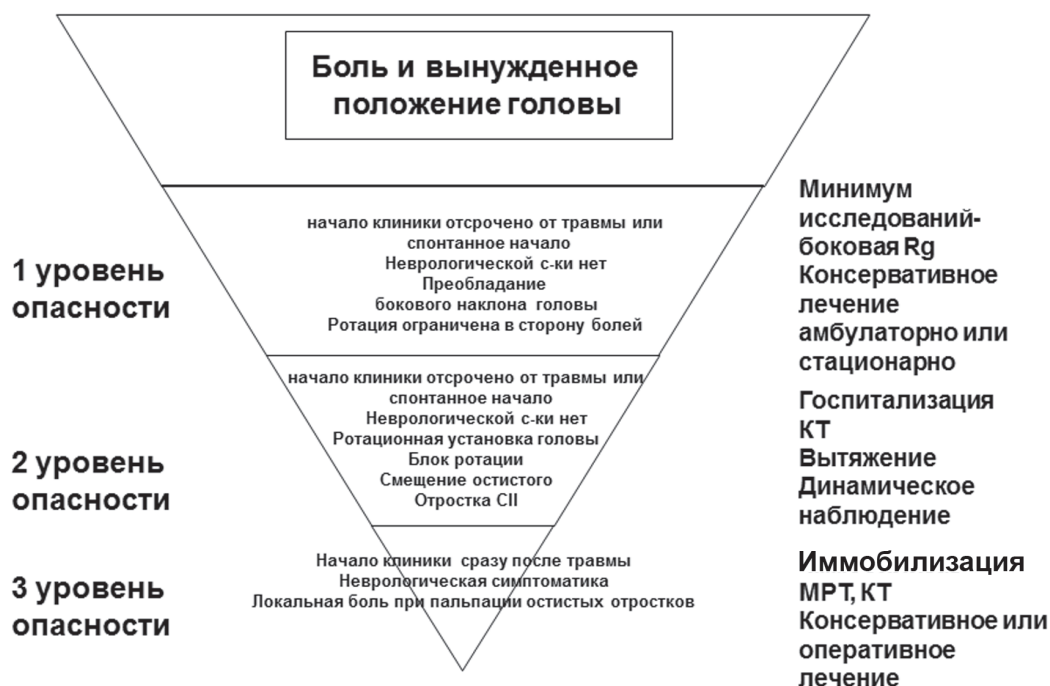 Боль и вынужденное
положение головы
1 уровень
опасности
начало клиники отсрочено от травмы или
спонтанное начало
Неврологической с-ки нет
Преобладание
бокового наклона головы
Ротация ограничена в сторону болей
Минимум
исследований-
боковая Rg
Консервативное
лечение
амбулаторно или
стационарно
2 уровень
опасности
начало клиники отсрочено от травмы или
спонтанное начало
Неврологической с-ки нет
Ротационная установка головы
Блок ротации
Смещение остистого
Отростка CII
Госпитализация
КТ
Вытяжение
Динамическое
наблюдение
3 уровень
опасности
Начало клиники сразу после травмы
Неврологическая симптоматика
Локальная боль при пальпации остистых отростков
Иммобилизация
МРТ, КТ
Консервативное или
оперативное
лечение